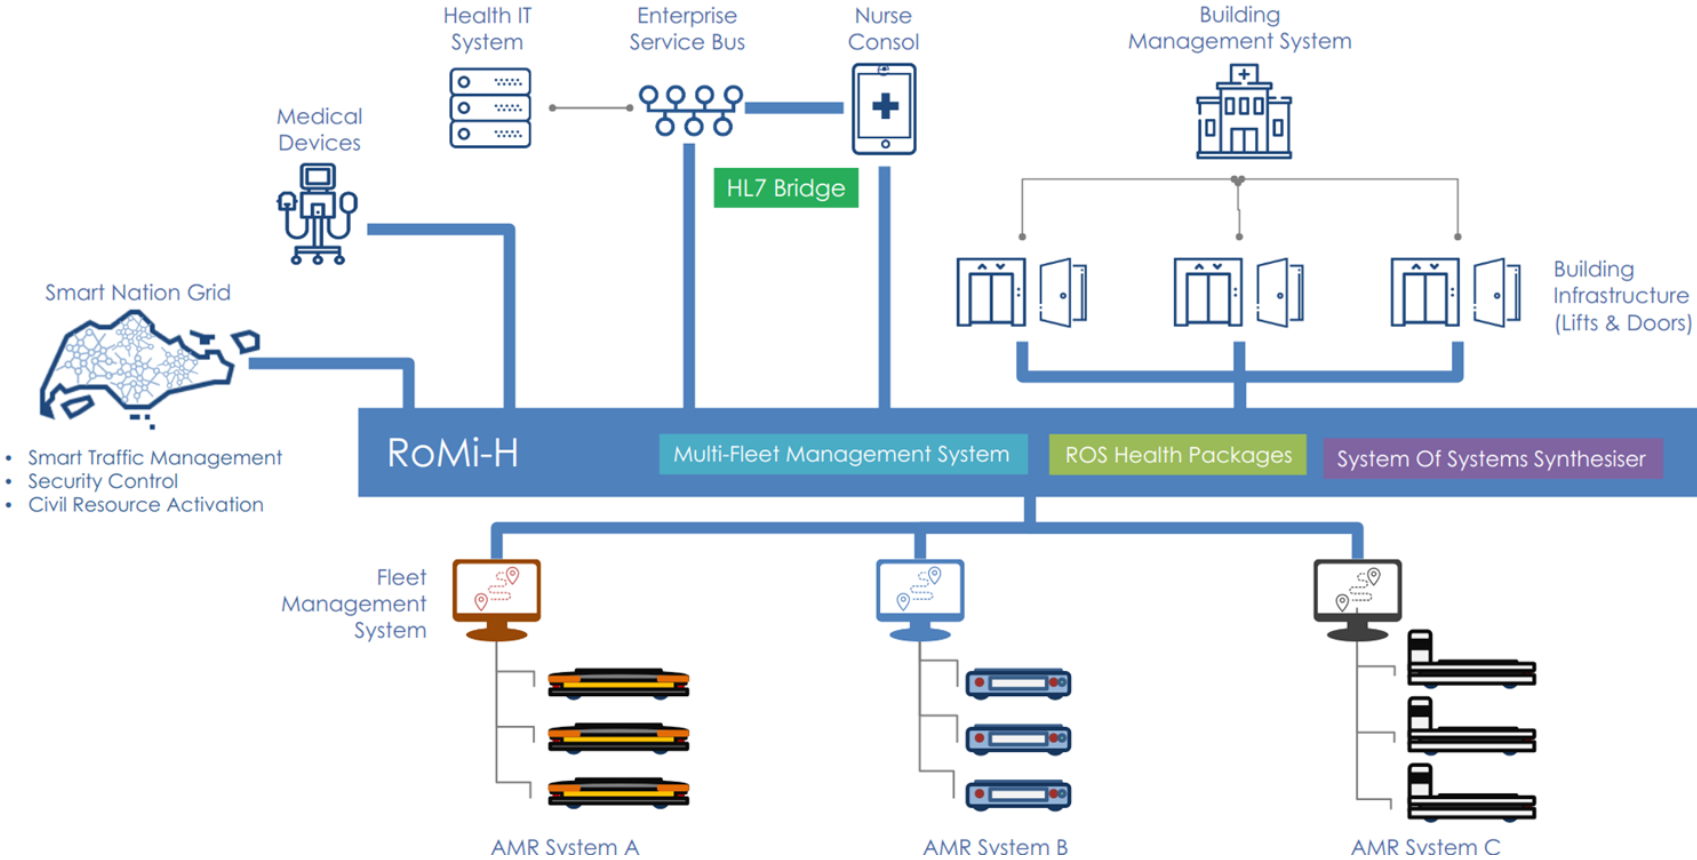 Health IT
System
Enterprise
Service Bus
Nurse
Consol
Building
Management System
Medical
Devices
HL7 Bridge
Smart Nation Grid
Building
Infrastructure
(Lifts & Doors)
• Smart Traffic Management
• Security Control
• Civil Resource Activation
RoMi-H
Multi-Fleet Management System
ROS Health Packages
System Of Systems Synthesiser
Fleet
Management
System
AMR System A
AMR System B
AMR System C